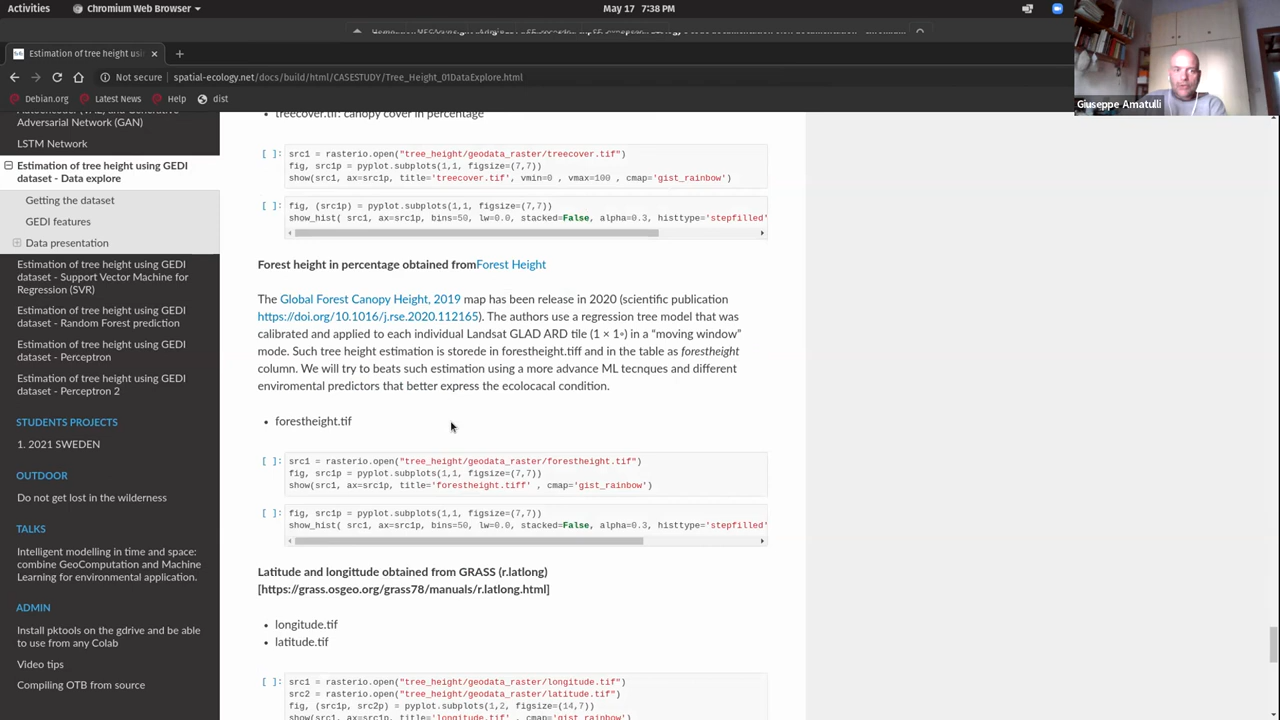 Activities
Chromium Web Browser
May 17 7:38 PM
Estimation of tree height usi
Not secure
spatial-ecology.net/docs/build/html/CASESTUDY/Tree_Height_01DataExplore.html
Debian.org
Latest News
Help
dist
Giuseppe Amatulli
Adversarial Network (GAN)
LSTM Network
Estimation of tree height using GEDI
dataset - Data explore
Getting the dataset
GEDI features
Data presentation
Estimation of tree height using GEDI
dataset - Support Vector Machine for
Regression (SVR)
Estimation of tree height using GEDI
dataset - Random Forest prediction
Estimation of tree height using GEDI
dataset - Perceptron
Estimation of tree height using GEDI
dataset - Perceptron 2
STUDENTS PROJECTS
1. 2021 SWEDEN
OUTDOOR
Do not get lost in the wilderness
TALKS
Intelligent modelling in time and space:
combine GeoComputation and Machine
Learning for environmental application.
ADMIN
Install pktools on the gdrive and be able
to use from any Colab
Video tips
Compiling OTB from source
treecover.tif: canopy cover in percentage
[ ]: src1 = rasterio.open("tree_height/geodata_raster/treecover.tif")
fig, src1p = pyplot.subplots(1,1, figsize=(7,7))
show(src1, ax=src1p, title='treecover.tif', vmin=0 , vmax=100 , cmap='gist_rainbow')
[ ]: fig, (src1p) = pyplot.subplots(1,1, figsize=(7,7))
show_hist( src1, ax=src1p, bins=50, lw=0.0, stacked=False, alpha=0.3, histtype='stepfilled'
Forest height in percentage obtained fromForest Height
The Global Forest Canopy Height, 2019 map has been release in 2020 (scientific publication
https://doi.org/10.1016/j.rse.2020.112165). The authors use a regression tree model that was
calibrated and applied to each individual Landsat GLAD ARD tile (1 × 1◦) in a “moving window”
mode. Such tree height estimation is storede in forestheight.tiff and in the table as forestheight
column. We will try to beats such estimation using a more advance ML tecnques and different
enviromental predictors that better express the ecolocacal condition.
forestheight.tif
[ ]: src1 = rasterio.open("tree_height/geodata_raster/forestheight.tif")
fig, src1p = pyplot.subplots(1,1, figsize=(7,7))
show(src1, ax=src1p, title='forestheight.tiff' , cmap='gist_rainbow')
[ ]: fig, src1p = pyplot.subplots(1,1, figsize=(7,7))
show_hist( src1, ax=src1p, bins=50, lw=0.0, stacked=False, alpha=0.3, histtype='stepfilled'
Latitude and longittude obtained from GRASS (r.latlong)
[https://grass.osgeo.org/grass78/manuals/r.latlong.html]
longitude.tif
latitude.tif
[ ]: src1 = rasterio.open("tree_height/geodata_raster/longitude.tif")
src2 = rasterio.open("tree_height/geodata_raster/latitude.tif")
fig, (src1p, src2p) = pyplot.subplots(1,2, figsize=(14,7))
show(src1, ax=src1p, title='longitude.tif' , cmap='gist_rainbow')